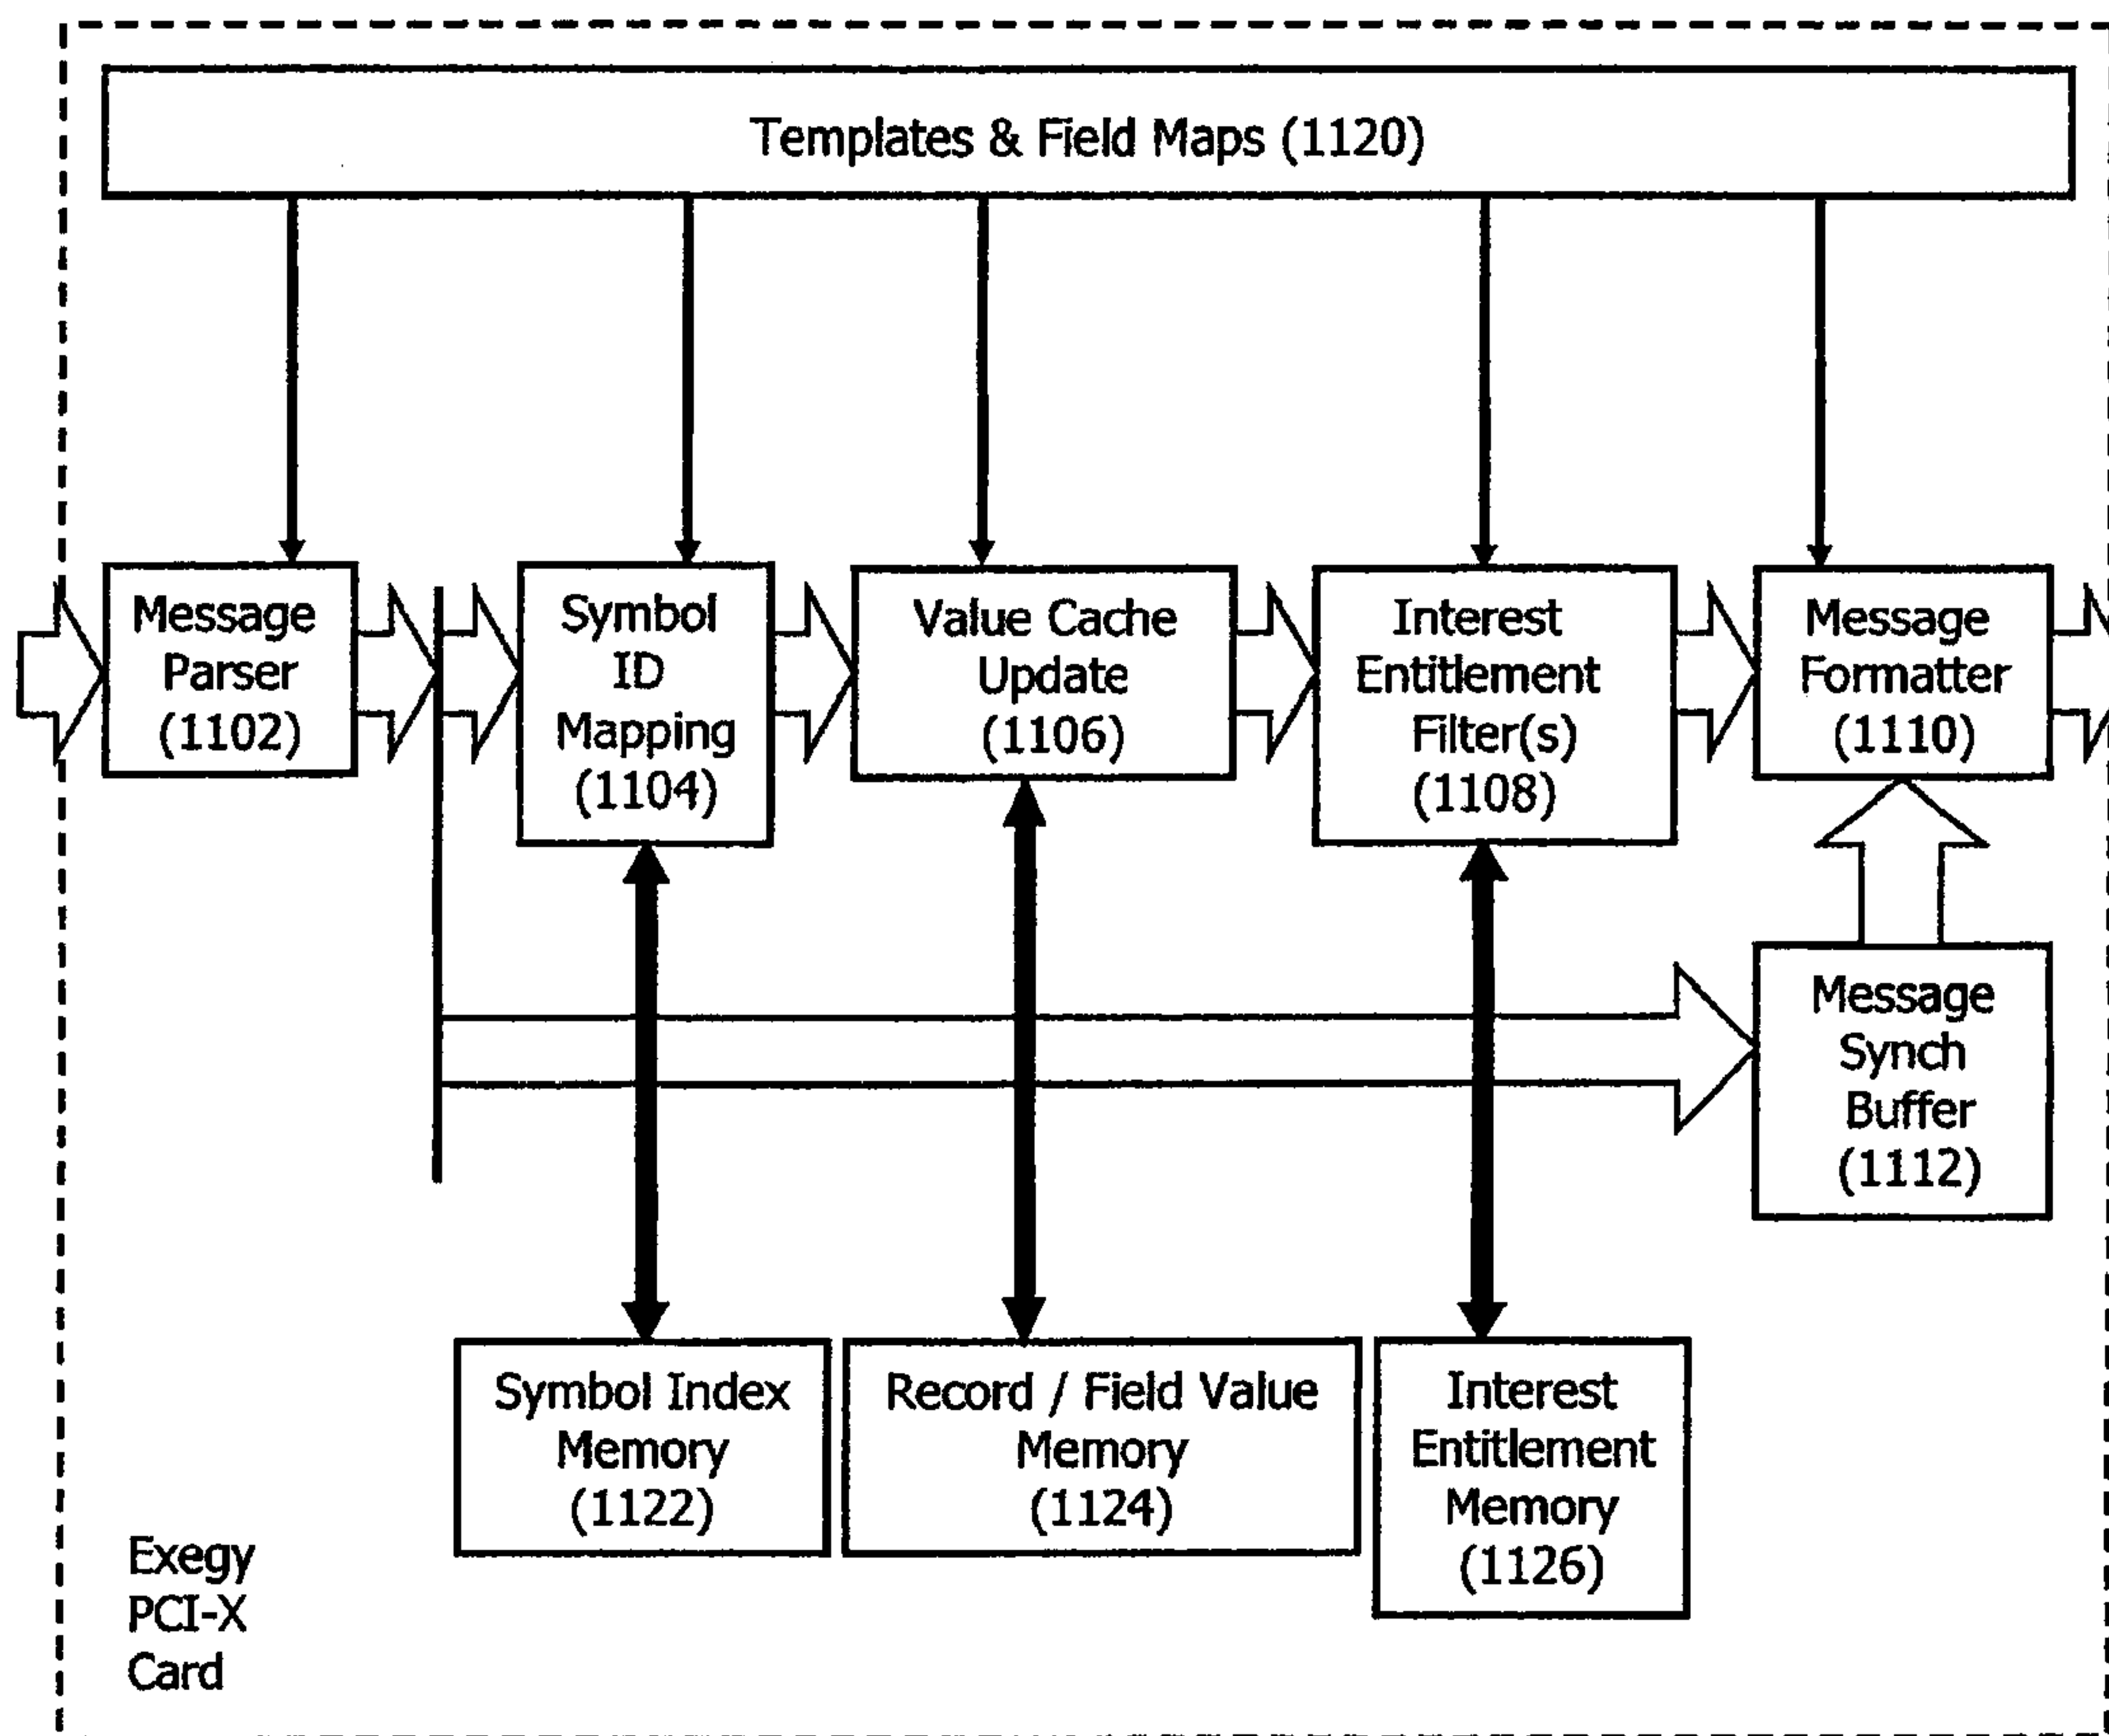 Templates & Field Maps (1120)
Message
Parser
(1102)
Symbol
ID
Mapping
(1104)
Value Cache
Update
(1106)
Interest
Entitlement
Filter(s)
(1108)
Message
Formatter
(1110)
Message
Synch
Buffer
(1112)
Symbol Index
Memory
(1122)
Record / Field Value
Memory
(1124)
Interest
Entitlement
Memory
(1126)
Exegy
PCI-X
Card